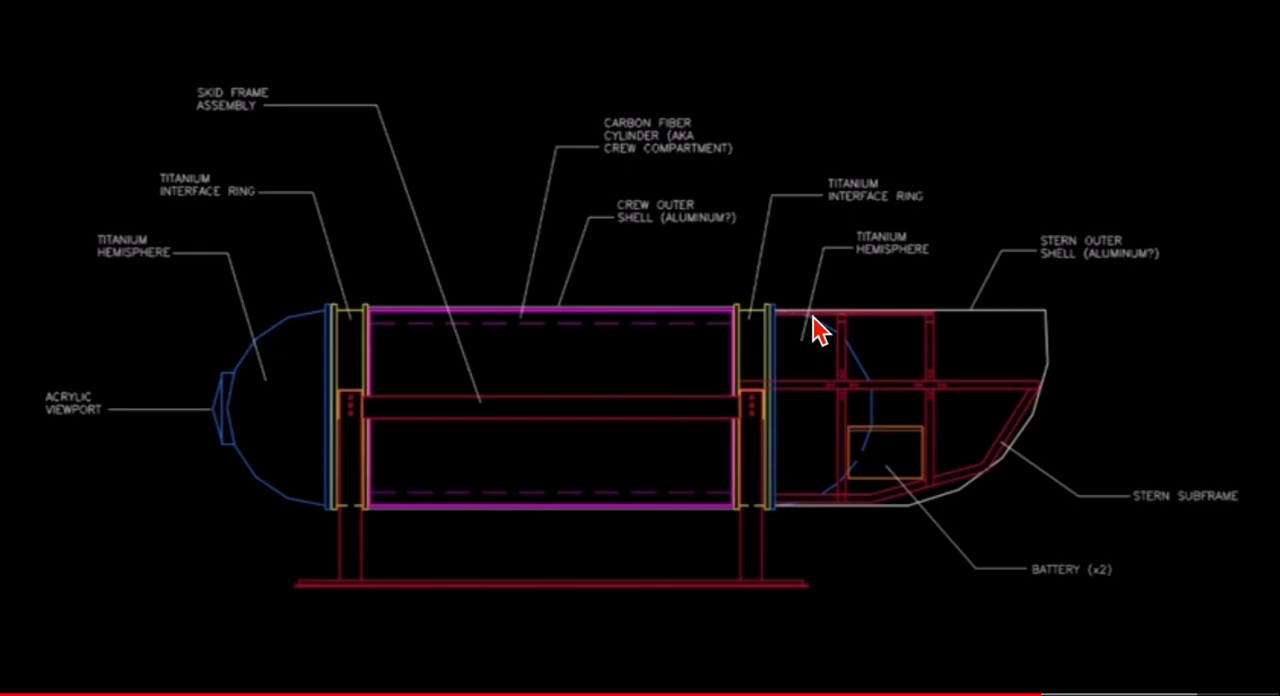 SKID FRAME
ASSEMBLY
CARBON FIBER
CYLINDER (AKA
CREW COMPARTMENT)
TITANIUM
INTERFACE RING
CREW OUTER
SHELL (ALUMINUM?)
TITANIUM
INTERFACE RING
TITANIUM
HEMISPHERE
TITANIUM
HEMISPHERE
STERN OUTER
SHELL (ALUMINUM?)
ACRYLIC
VIEWPORT
STERN SUBFRAME
BATTERY (x2)